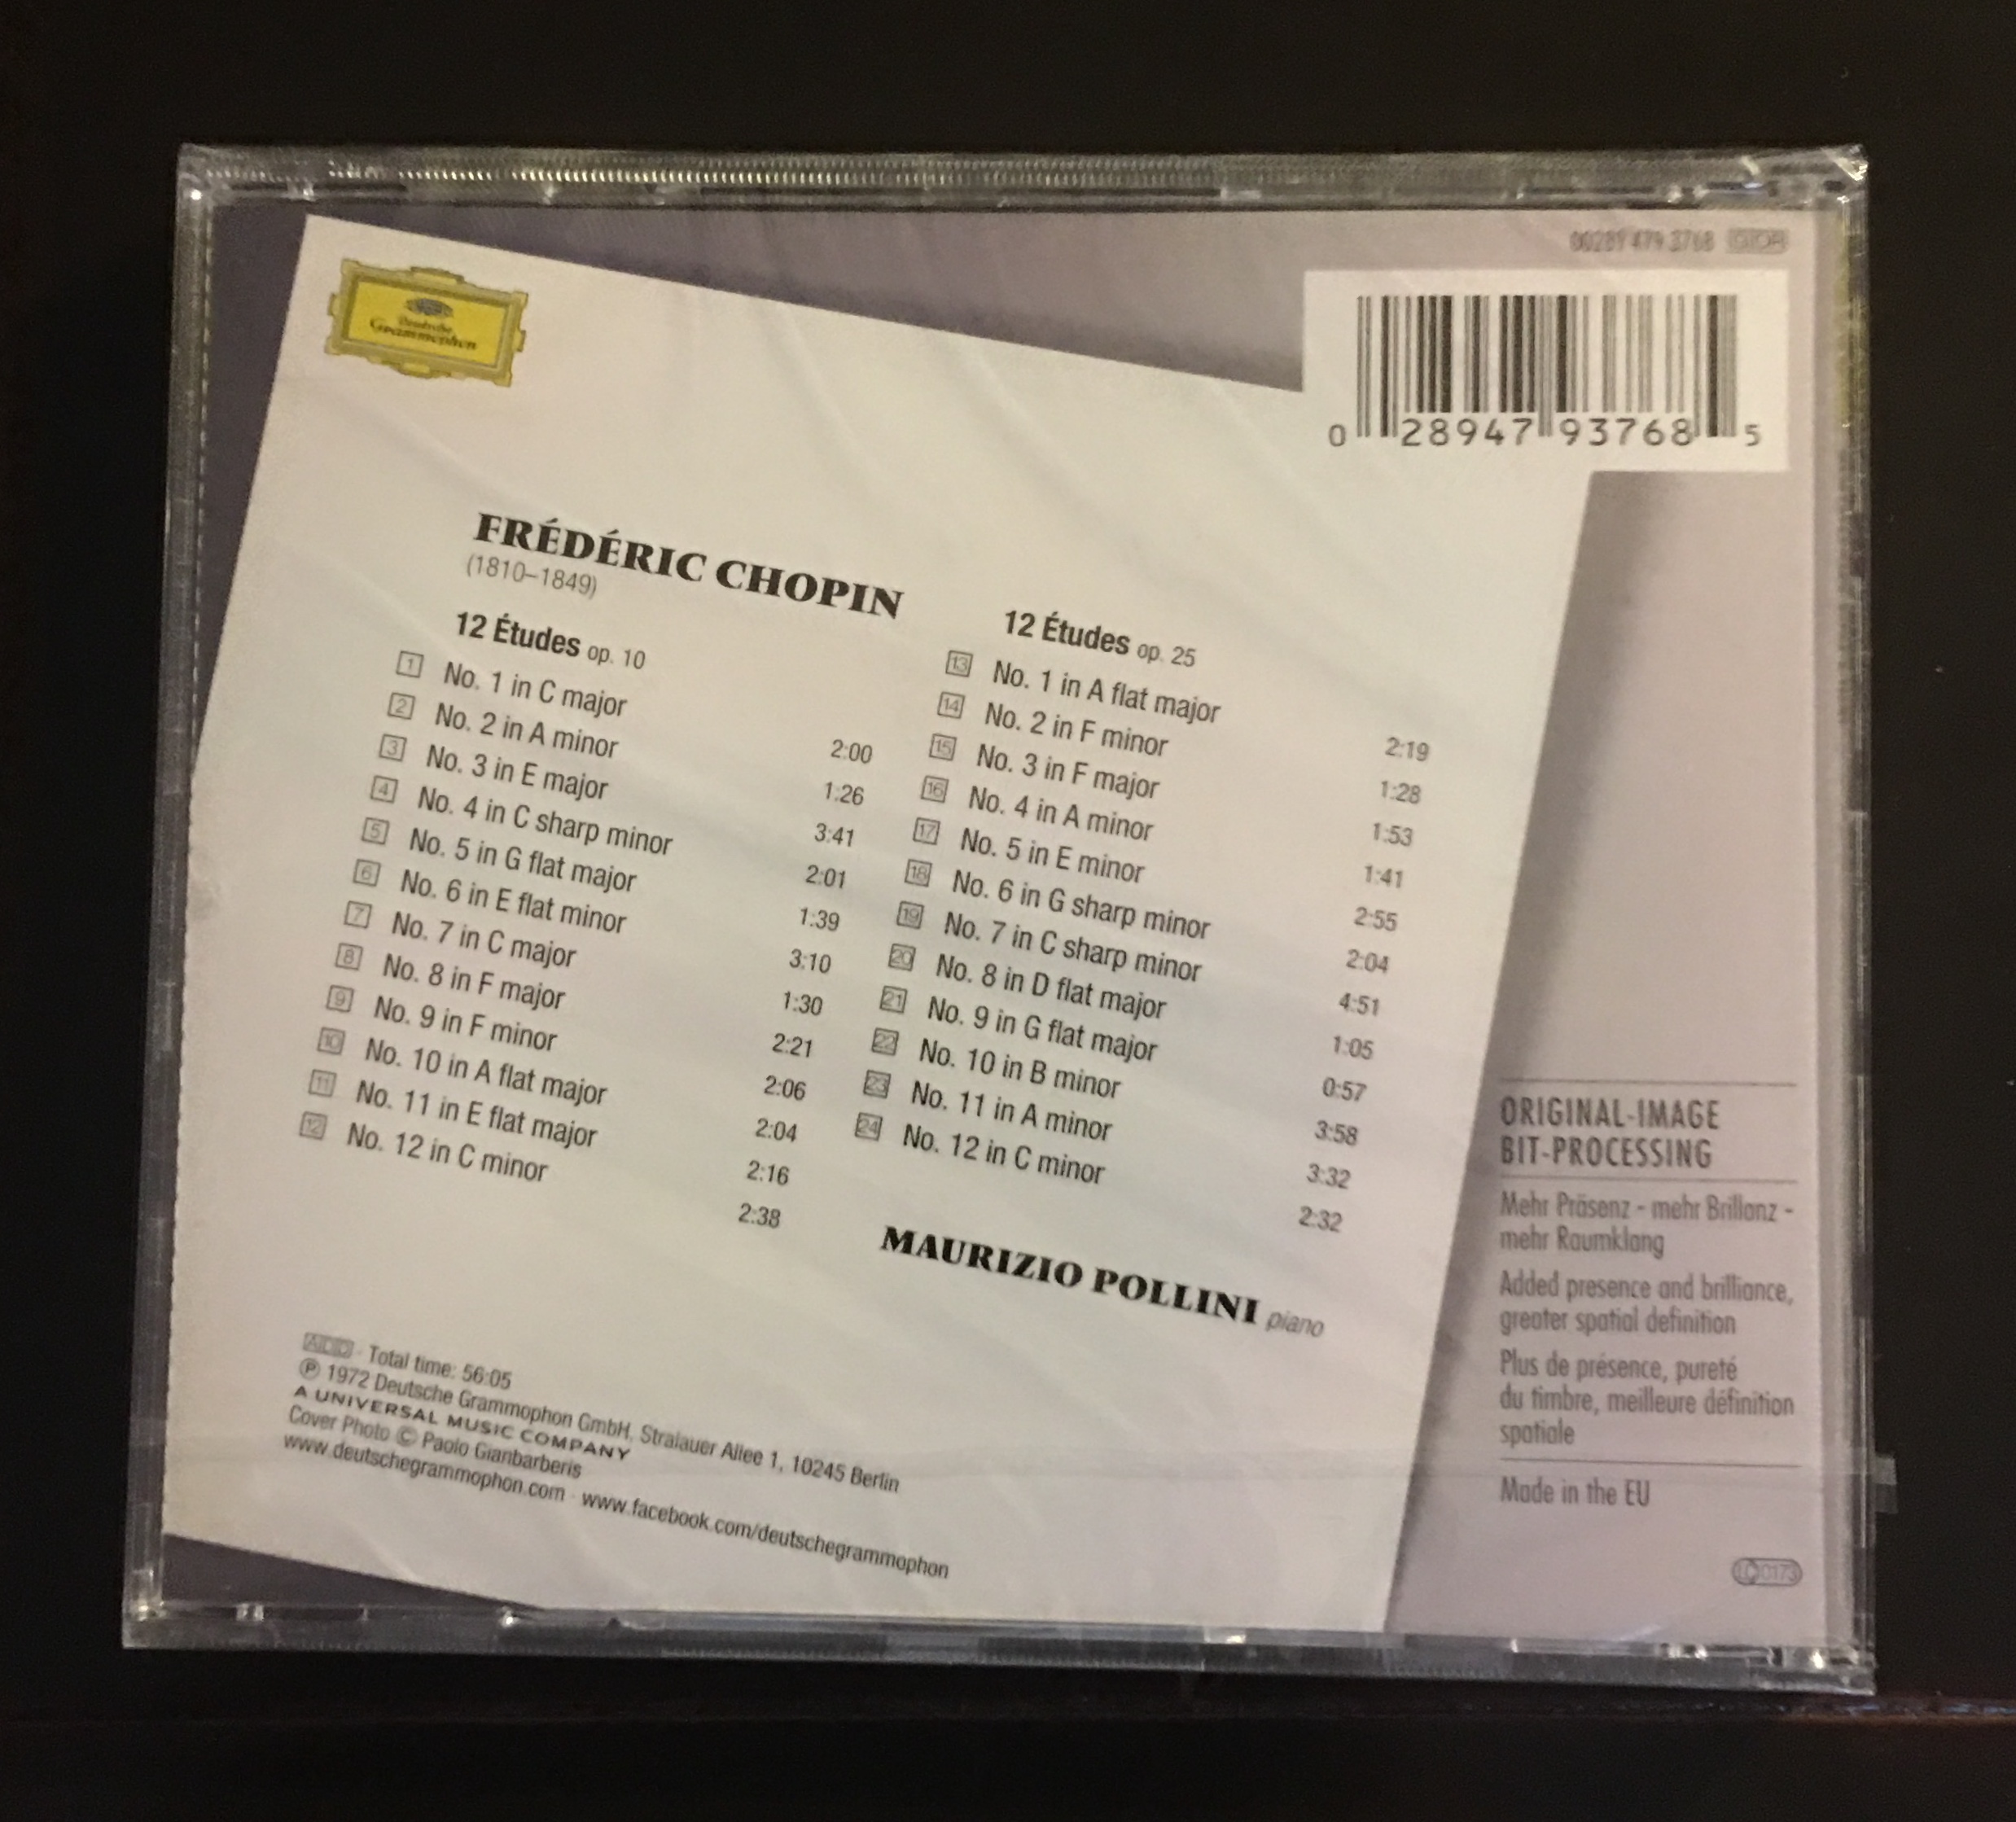 00289 479 3768 GOR
Deutsche
Grammophon
0 28947 93768 5
FRÉDÉRIC CHOPIN
(1810–1849)
12 Études op. 10
1 No. 1 in C major 2:00
2 No. 2 in A minor 1:26
3 No. 3 in E major 3:41
4 No. 4 in C sharp minor 2:01
5 No. 5 in G flat major 1:39
6 No. 6 in E flat minor 3:10
7 No. 7 in C major 1:30
8 No. 8 in F major 2:21
9 No. 9 in F minor 2:06
10 No. 10 in A flat major 2:04
11 No. 11 in E flat major 2:16
12 No. 12 in C minor 2:38
12 Études op. 25
13 No. 1 in A flat major 2:19
14 No. 2 in F minor 1:28
15 No. 3 in F major 1:53
16 No. 4 in A minor 1:41
17 No. 5 in E minor 2:55
18 No. 6 in G sharp minor 2:04
19 No. 7 in C sharp minor 4:51
20 No. 8 in D flat major 1:05
21 No. 9 in G flat major 0:57
22 No. 10 in B minor 3:58
23 No. 11 in A minor 3:32
24 No. 12 in C minor 2:32
MAURIZIO POLLINI piano
ADD · Total time: 56:05
℗ 1972 Deutsche Grammophon GmbH, Stralauer Allee 1, 10245 Berlin
A UNIVERSAL MUSIC COMPANY
Cover Photo © Paolo Gianbarberis
www.deutschegrammophon.com · www.facebook.com/deutschegrammophon
ORIGINAL-IMAGE
BIT-PROCESSING
Mehr Präsenz - mehr Brillanz -
mehr Raumklang
Added presence and brilliance,
greater spatial definition
Plus de présence, pureté
du timbre, meilleure définition
spatiale
Made in the EU
LC 0173